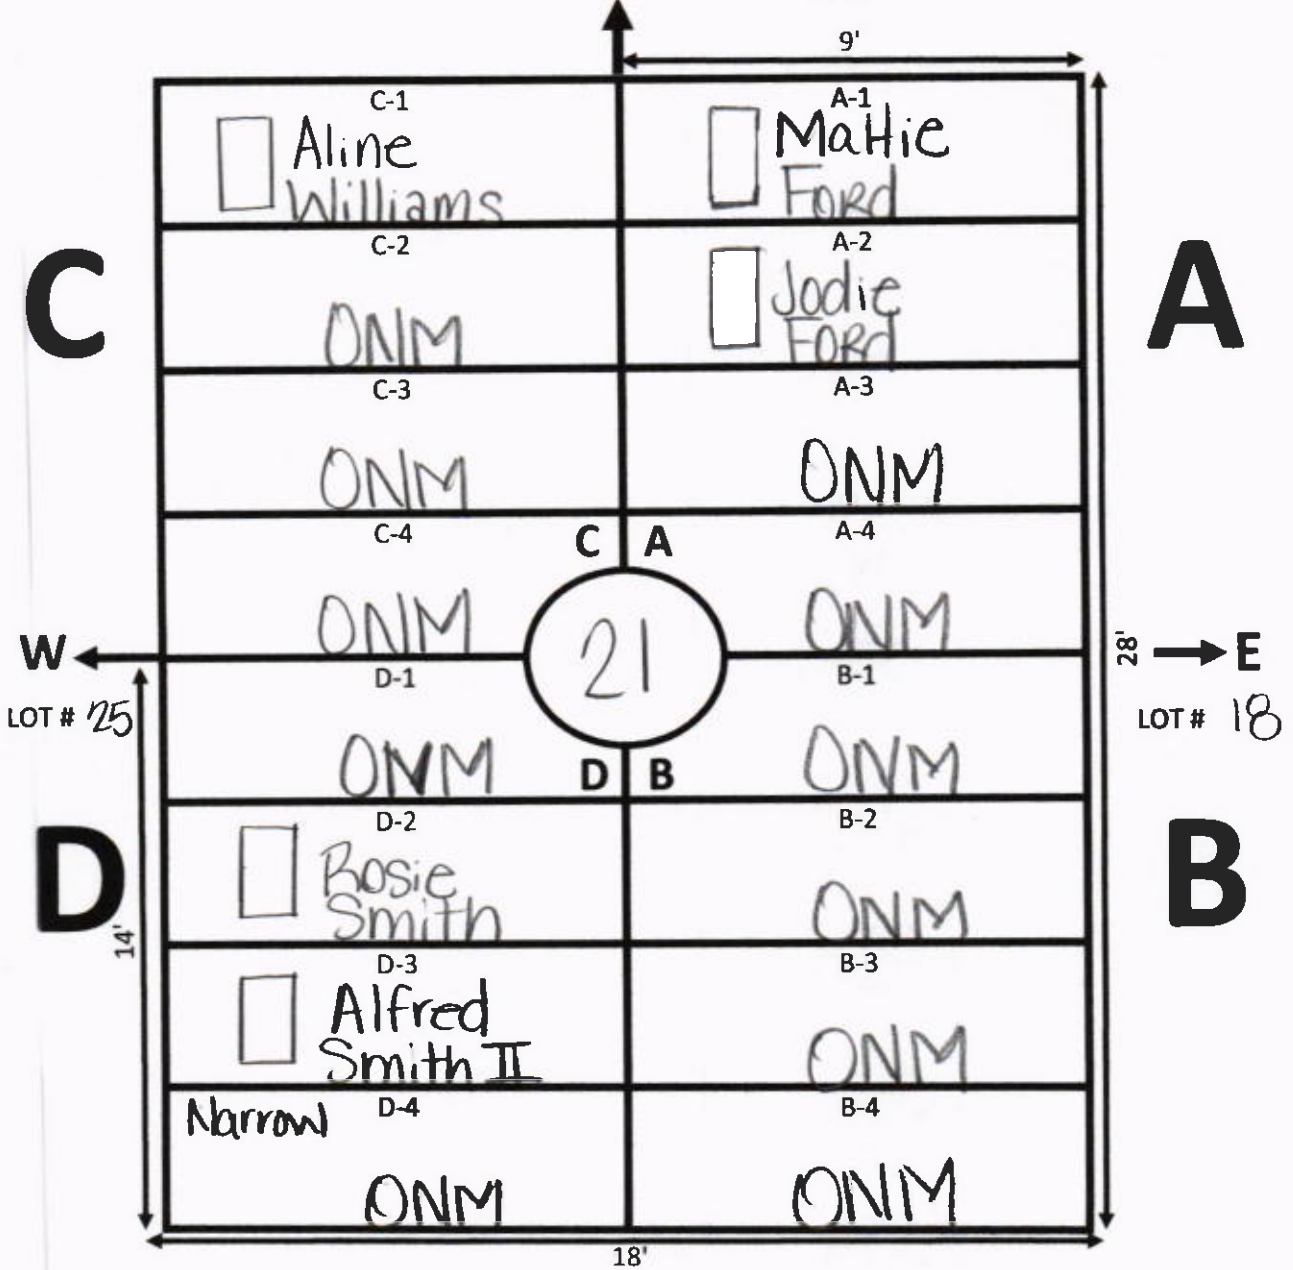 9'
C-1
Aline
Williams
A-1
Mattie
Ford
C-2
ONM
A-2
Jodie
Ford
C
A
C-3
ONM
A-3
ONM
C-4
ONM
C A
A-4
ONM
W
21
28'
E
LOT # 25
LOT # 18
D-1
ONM
D B
B-1
ONM
D-2
Rosie
Smith
B-2
ONM
D
B
14'
D-3
Alfred
Smith II
B-3
ONM
Narrow
D-4
ONM
B-4
ONM
18'